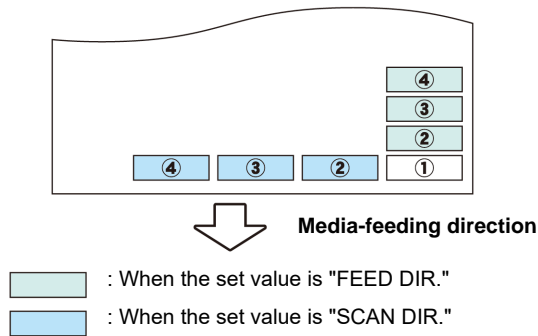 ④
③
②
④ ③ ② ①
Media-feeding direction
: When the set value is "FEED DIR."
: When the set value is "SCAN DIR."